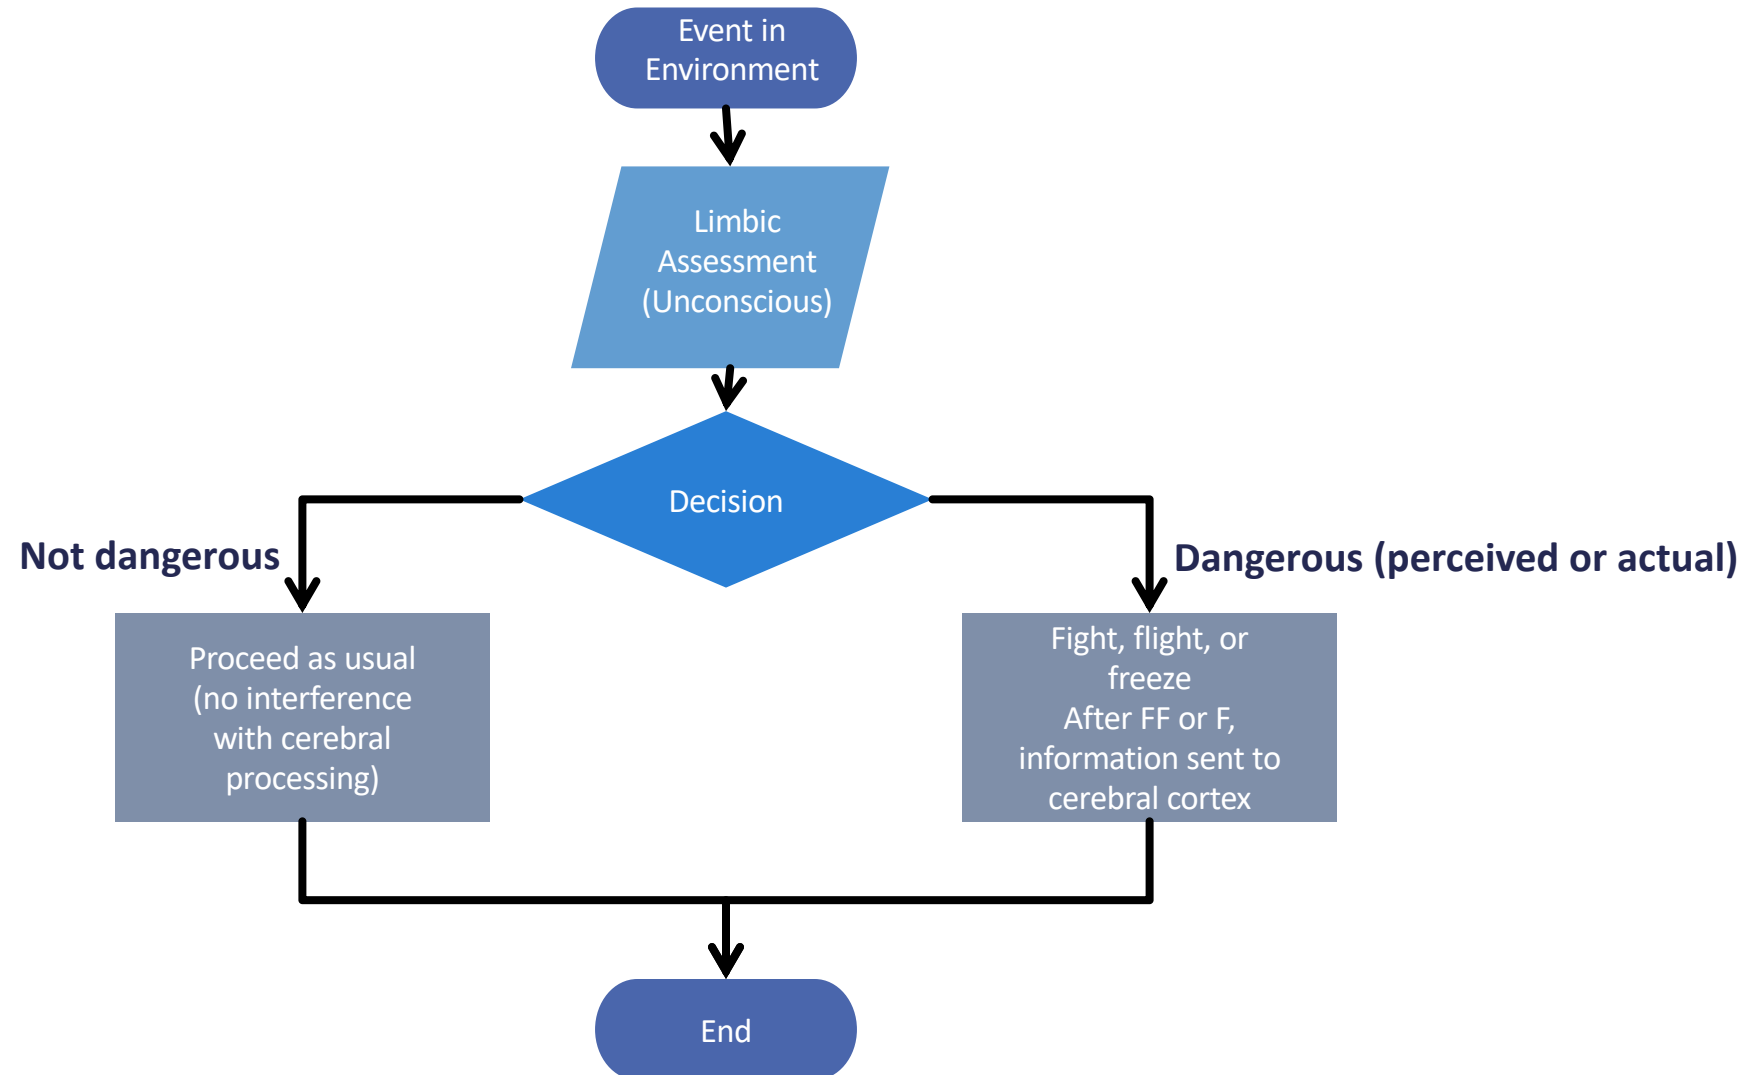 Event in
Environment
Limbic
Assessment
(Unconscious)
Decision
Not dangerous
Dangerous (perceived or actual)
Proceed as usual
(no interference
with cerebral
processing)
Fight, flight, or
freeze
After FF or F,
information sent to
cerebral cortex
End